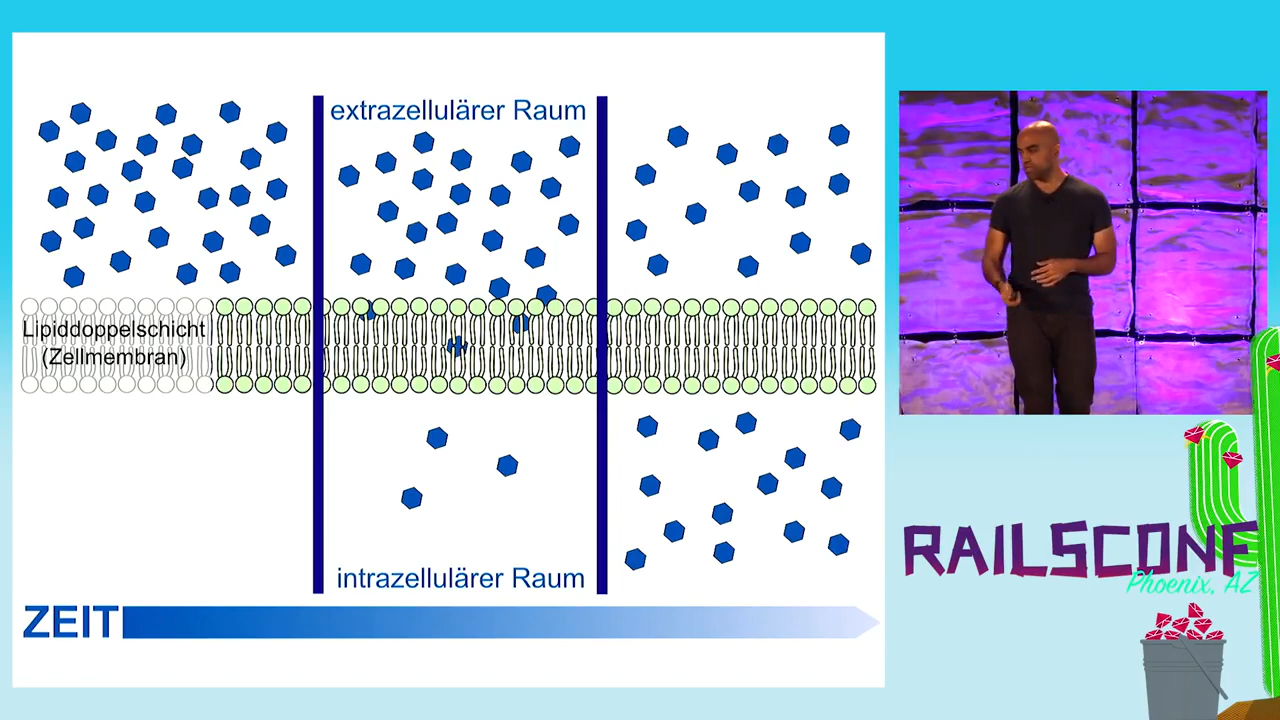 extrazellulärer Raum
Lipiddoppelschicht
(Zellmembran)
intrazellulärer Raum
ZEIT
RAILSCONF
Phoenix, AZ